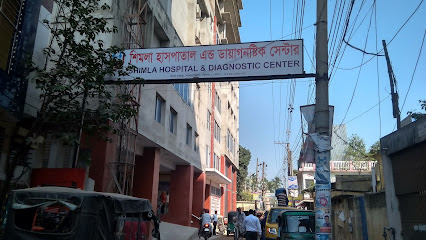 শিমলা হাসপাতাল এন্ড ডায়াগনষ্টিক সেন্টার
SHIMLA HOSPITAL & DIAGNOSTIC CENTER